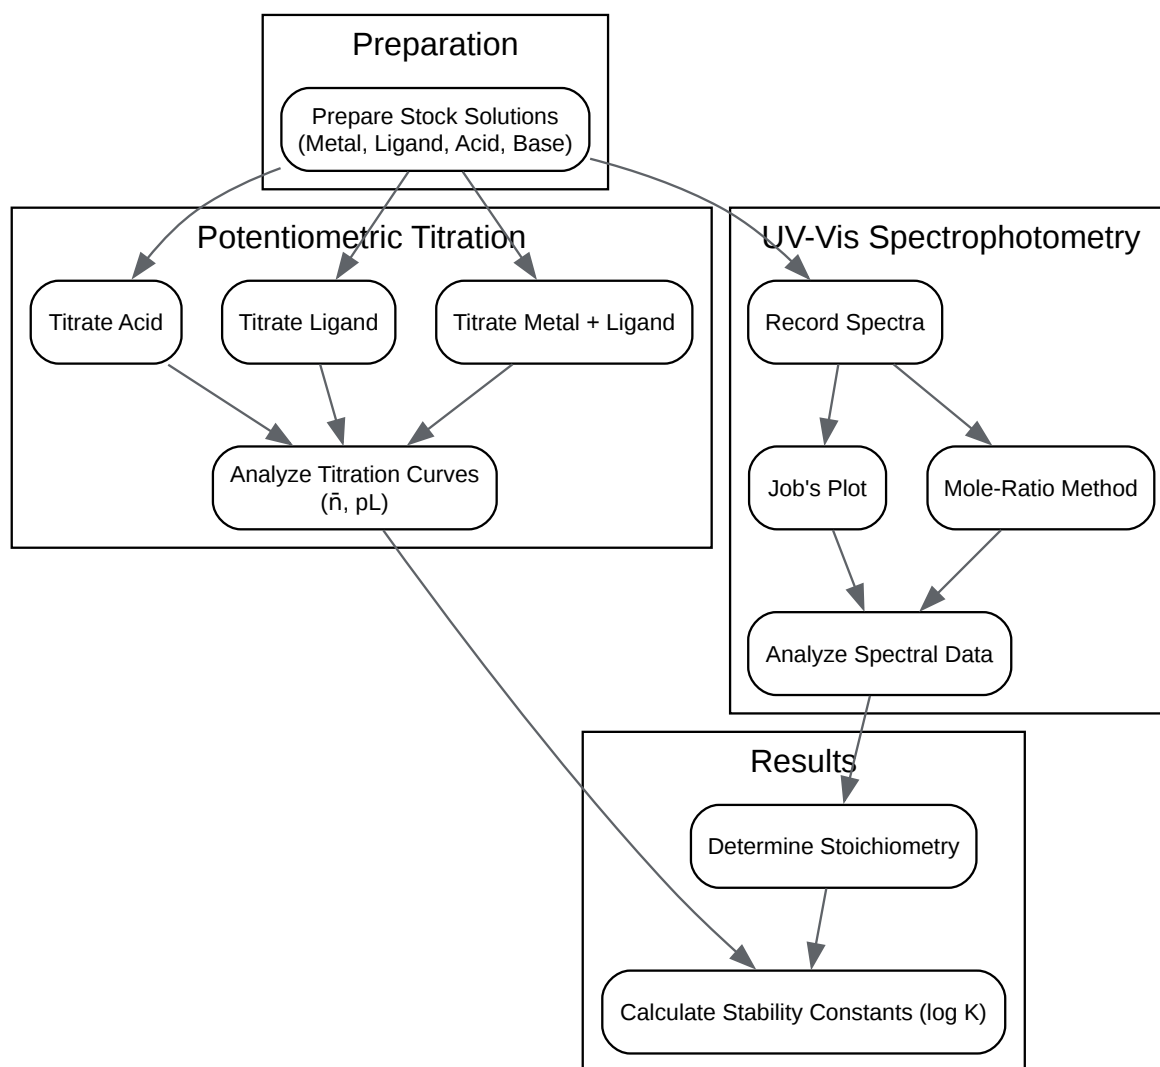 Preparation
Prepare Stock Solutions
(Metal, Ligand, Acid, Base)
Potentiometric Titration
Titrate Acid
Titrate Ligand
Titrate Metal + Ligand
Analyze Titration Curves
(n̄, pL)
UV-Vis Spectrophotometry
Record Spectra
Job's Plot
Mole-Ratio Method
Analyze Spectral Data
Results
Determine Stoichiometry
Calculate Stability Constants (log K)